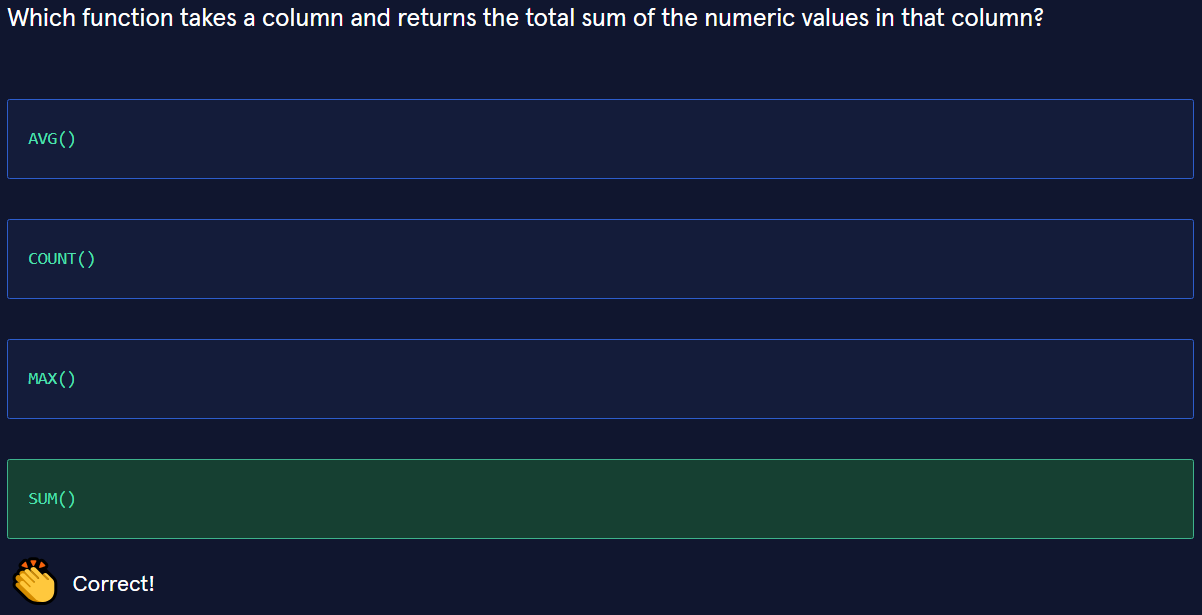 Which function takes a column and returns the total sum of the numeric values in that column?
AVG()
COUNT()
MAX()
SUM()
Correct!